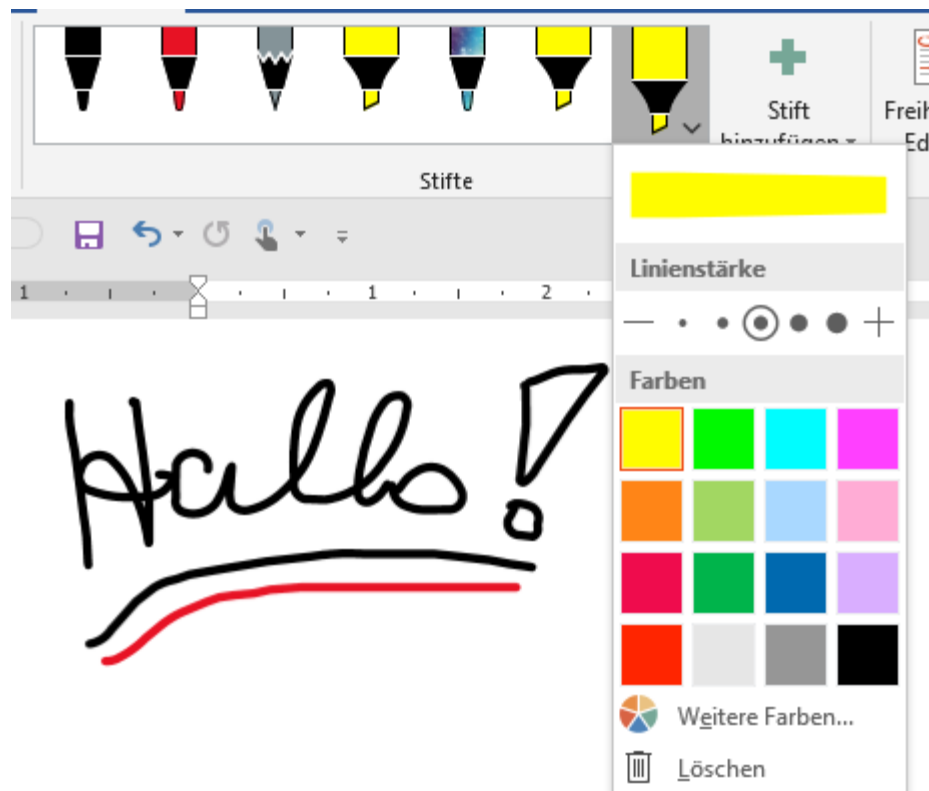 Stift
hinzufügen
Freih
Ed
Stifte
Linienstärke
1 1 2
Farben
Hallo!
Weitere Farben...
Löschen